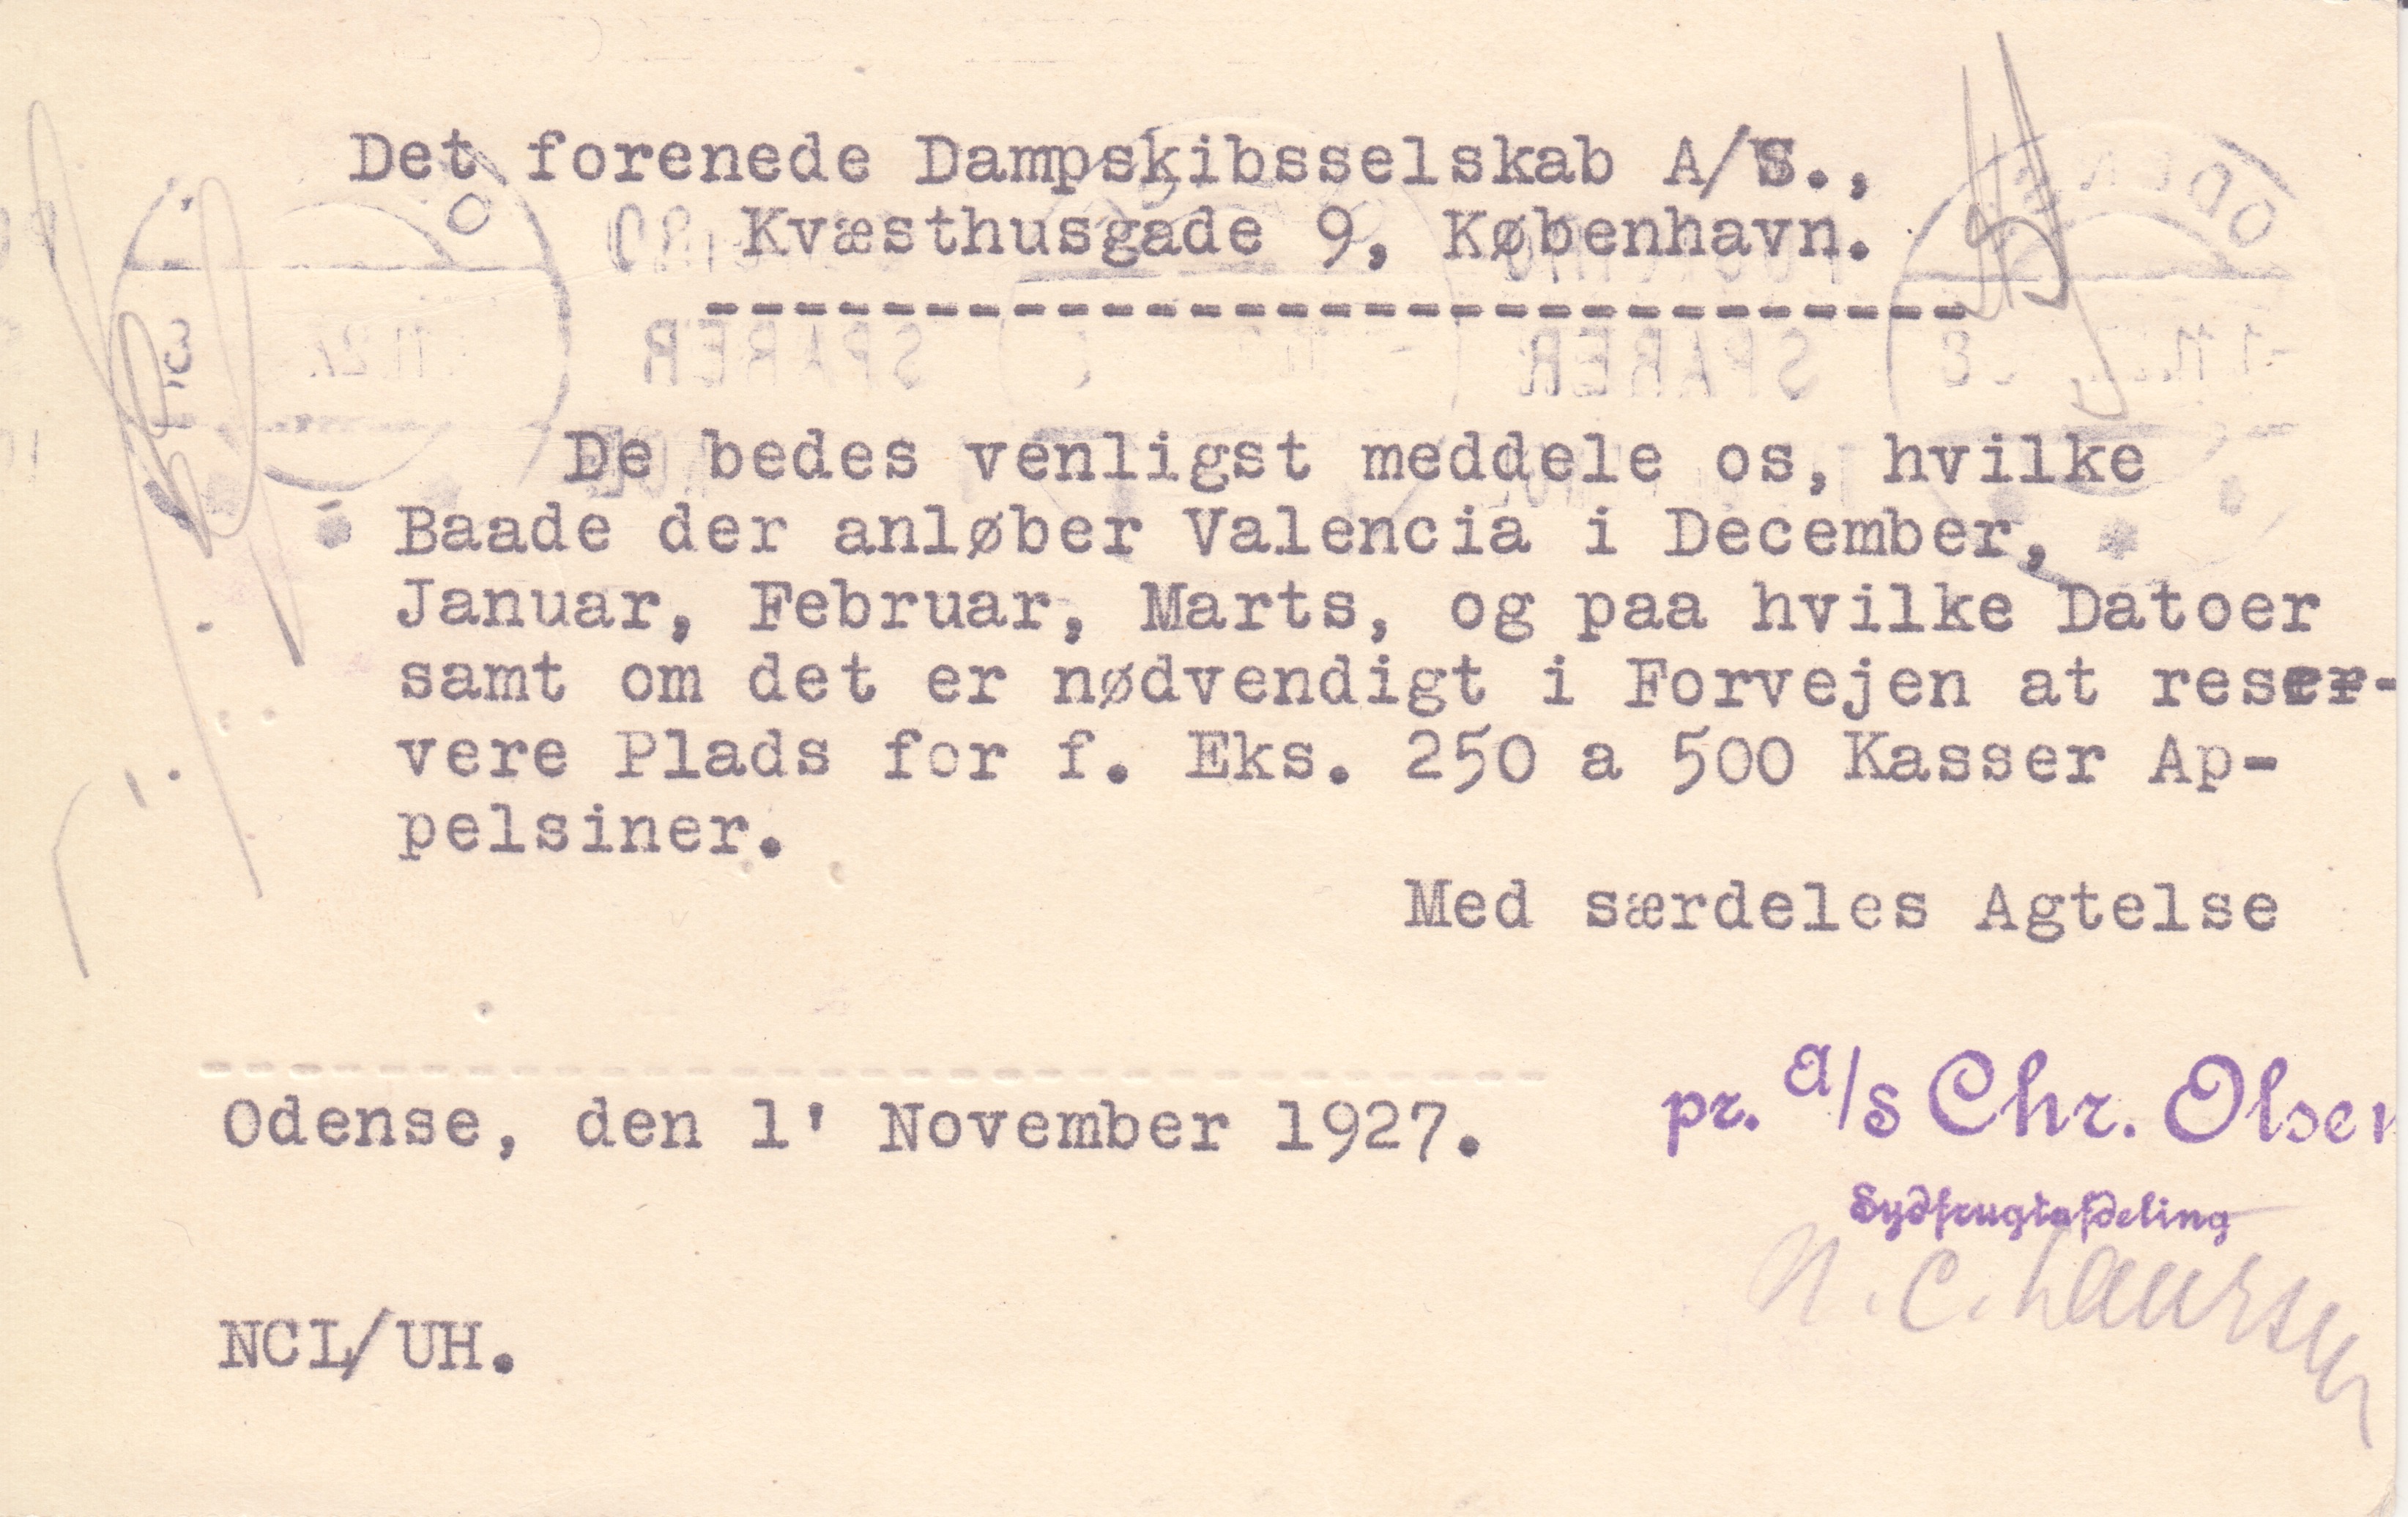 Det forenede Dampskibsselskab A/S.,
Kvæsthusgade 9, København.
De bedes venligst meddele os, hvilke
Baade der anløber Valencia i December,
Januar, Februar, Marts, og paa hvilke Datoer
samt om det er nødvendigt i Forvejen at reser-
vere Plads for f. Eks. 250 a 500 Kasser Ap-
pelsiner.
Med særdeles Agtelse
Odense, den 1' November 1927.
pr. A/s Chr. Olsen
Sydfrugtafdeling
N. C. Laursen
NCL/UH.